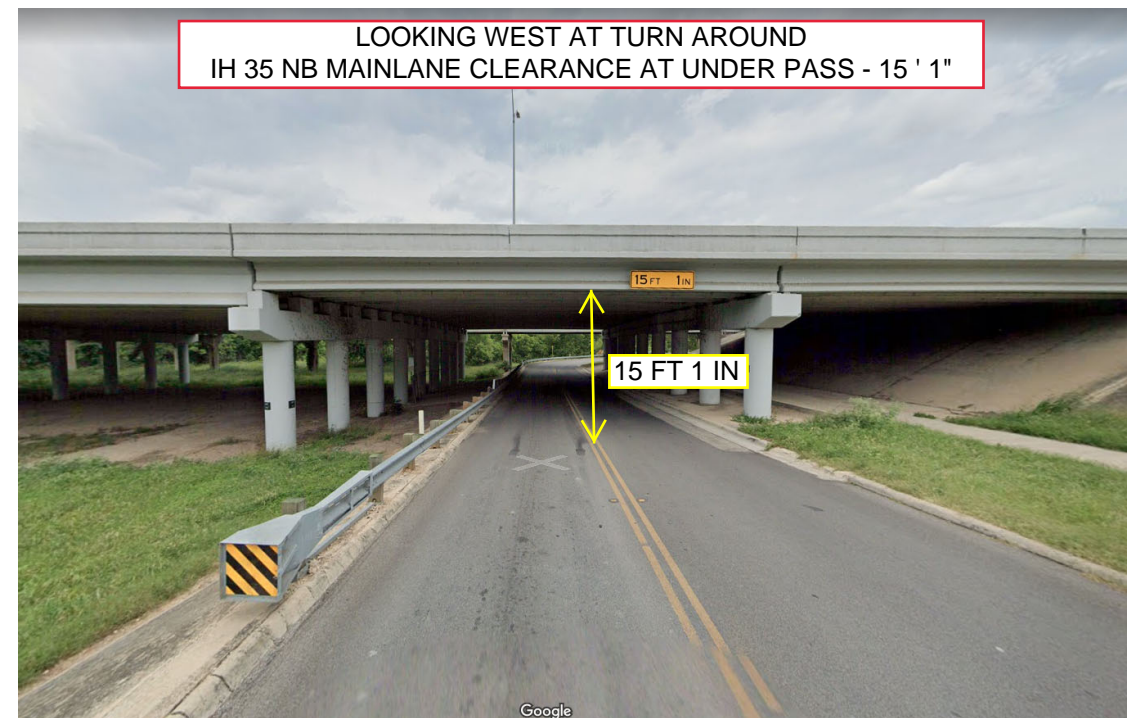 LOOKING WEST AT TURN AROUND
IH 35 NB MAINLANE CLEARANCE AT UNDER PASS - 15 ' 1"
15 FT 1 IN
15 FT 1 IN
Google